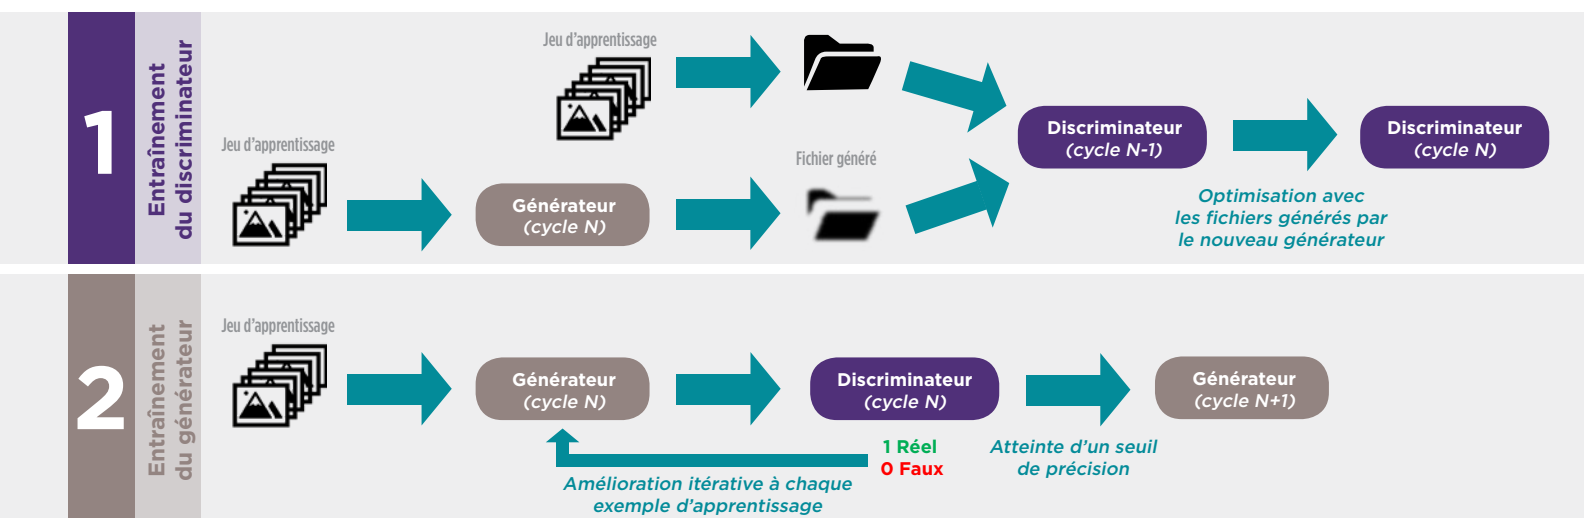 1
Entraînement
du discriminateur
Jeu d'apprentissage
Jeu d'apprentissage
Générateur
(cycle N)
Fichier généré
Discriminateur
(cycle N-1)
Discriminateur
(cycle N)
Optimisation avec
les fichiers générés par
le nouveau générateur
2
Entraînement
du générateur
Jeu d'apprentissage
Générateur
(cycle N)
Discriminateur
(cycle N)
Générateur
(cycle N+1)
1 Réel
0 Faux
Atteinte d'un seuil
de précision
Amélioration itérative à chaque
exemple d'apprentissage